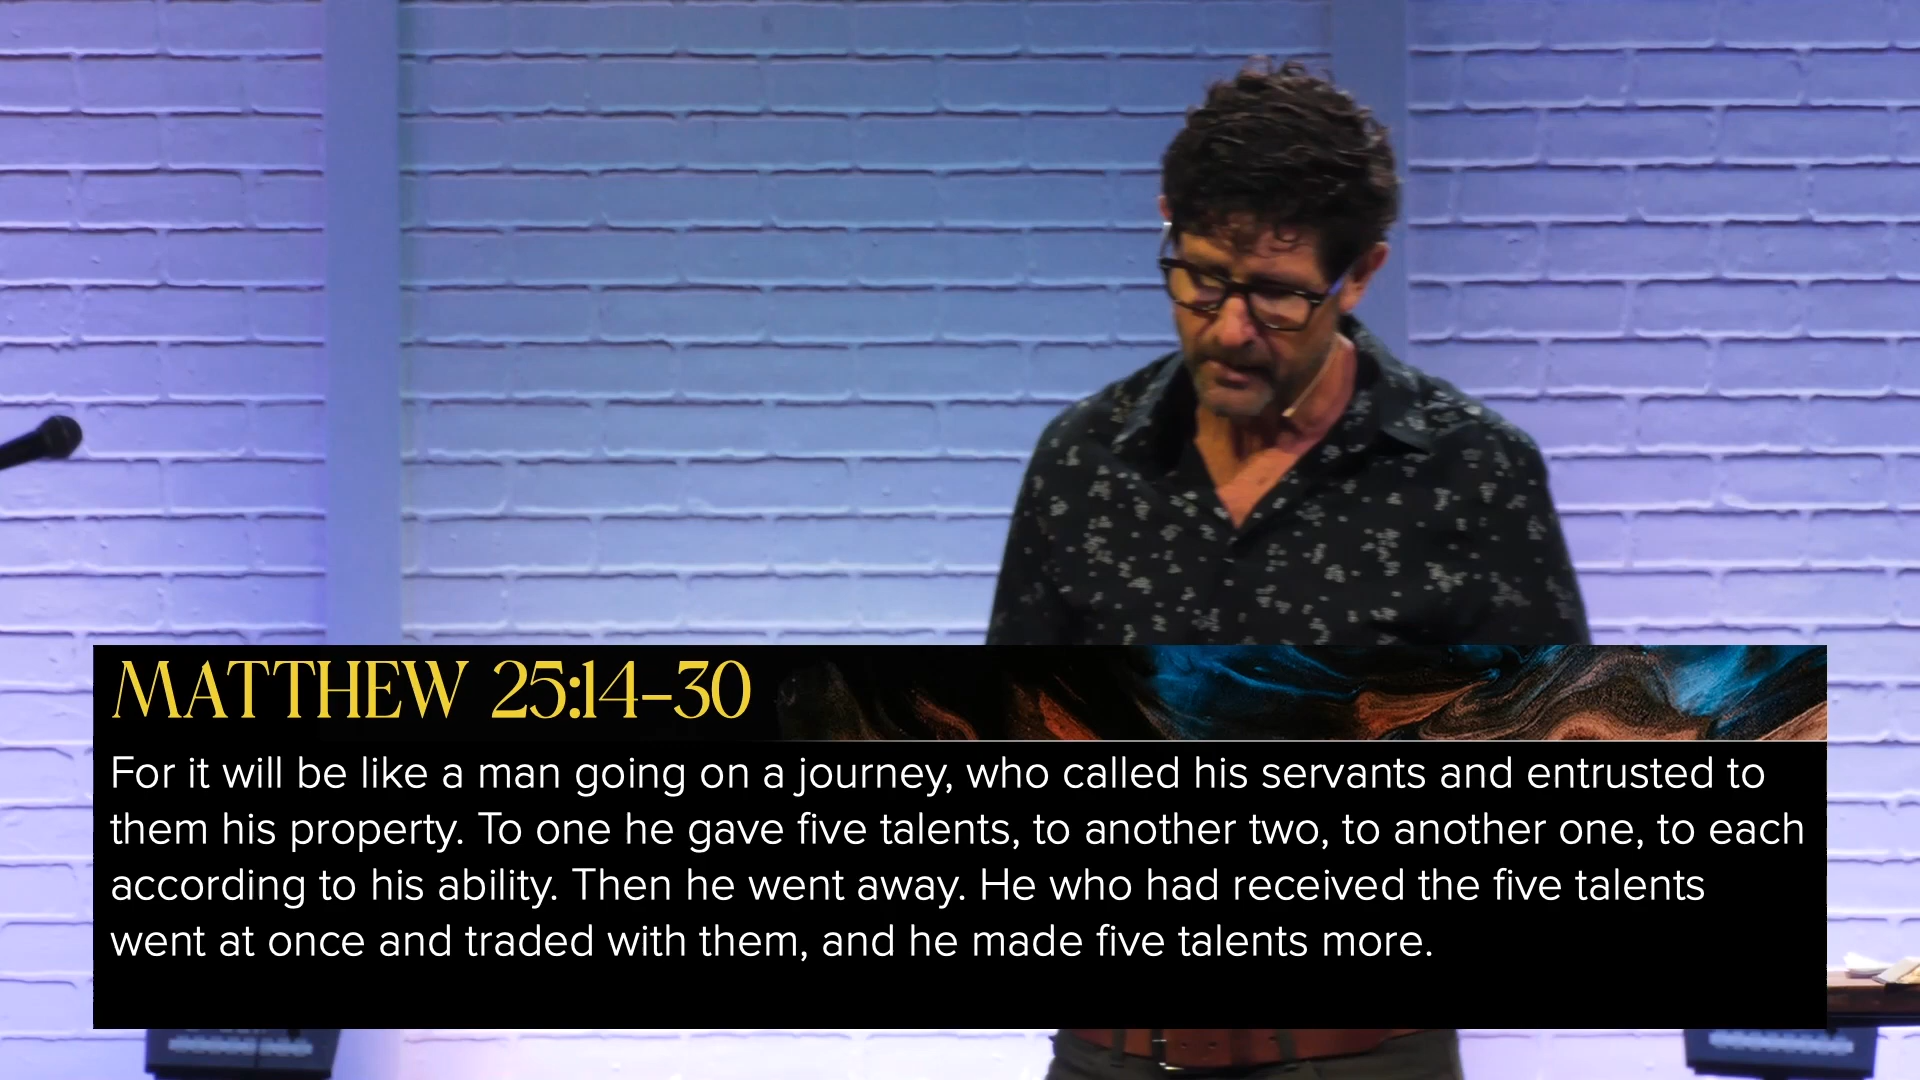 MATTHEW 25:14–30
For it will be like a man going on a journey, who called his servants and entrusted to
them his property. To one he gave five talents, to another two, to another one, to each
according to his ability. Then he went away. He who had received the five talents
went at once and traded with them, and he made five talents more.